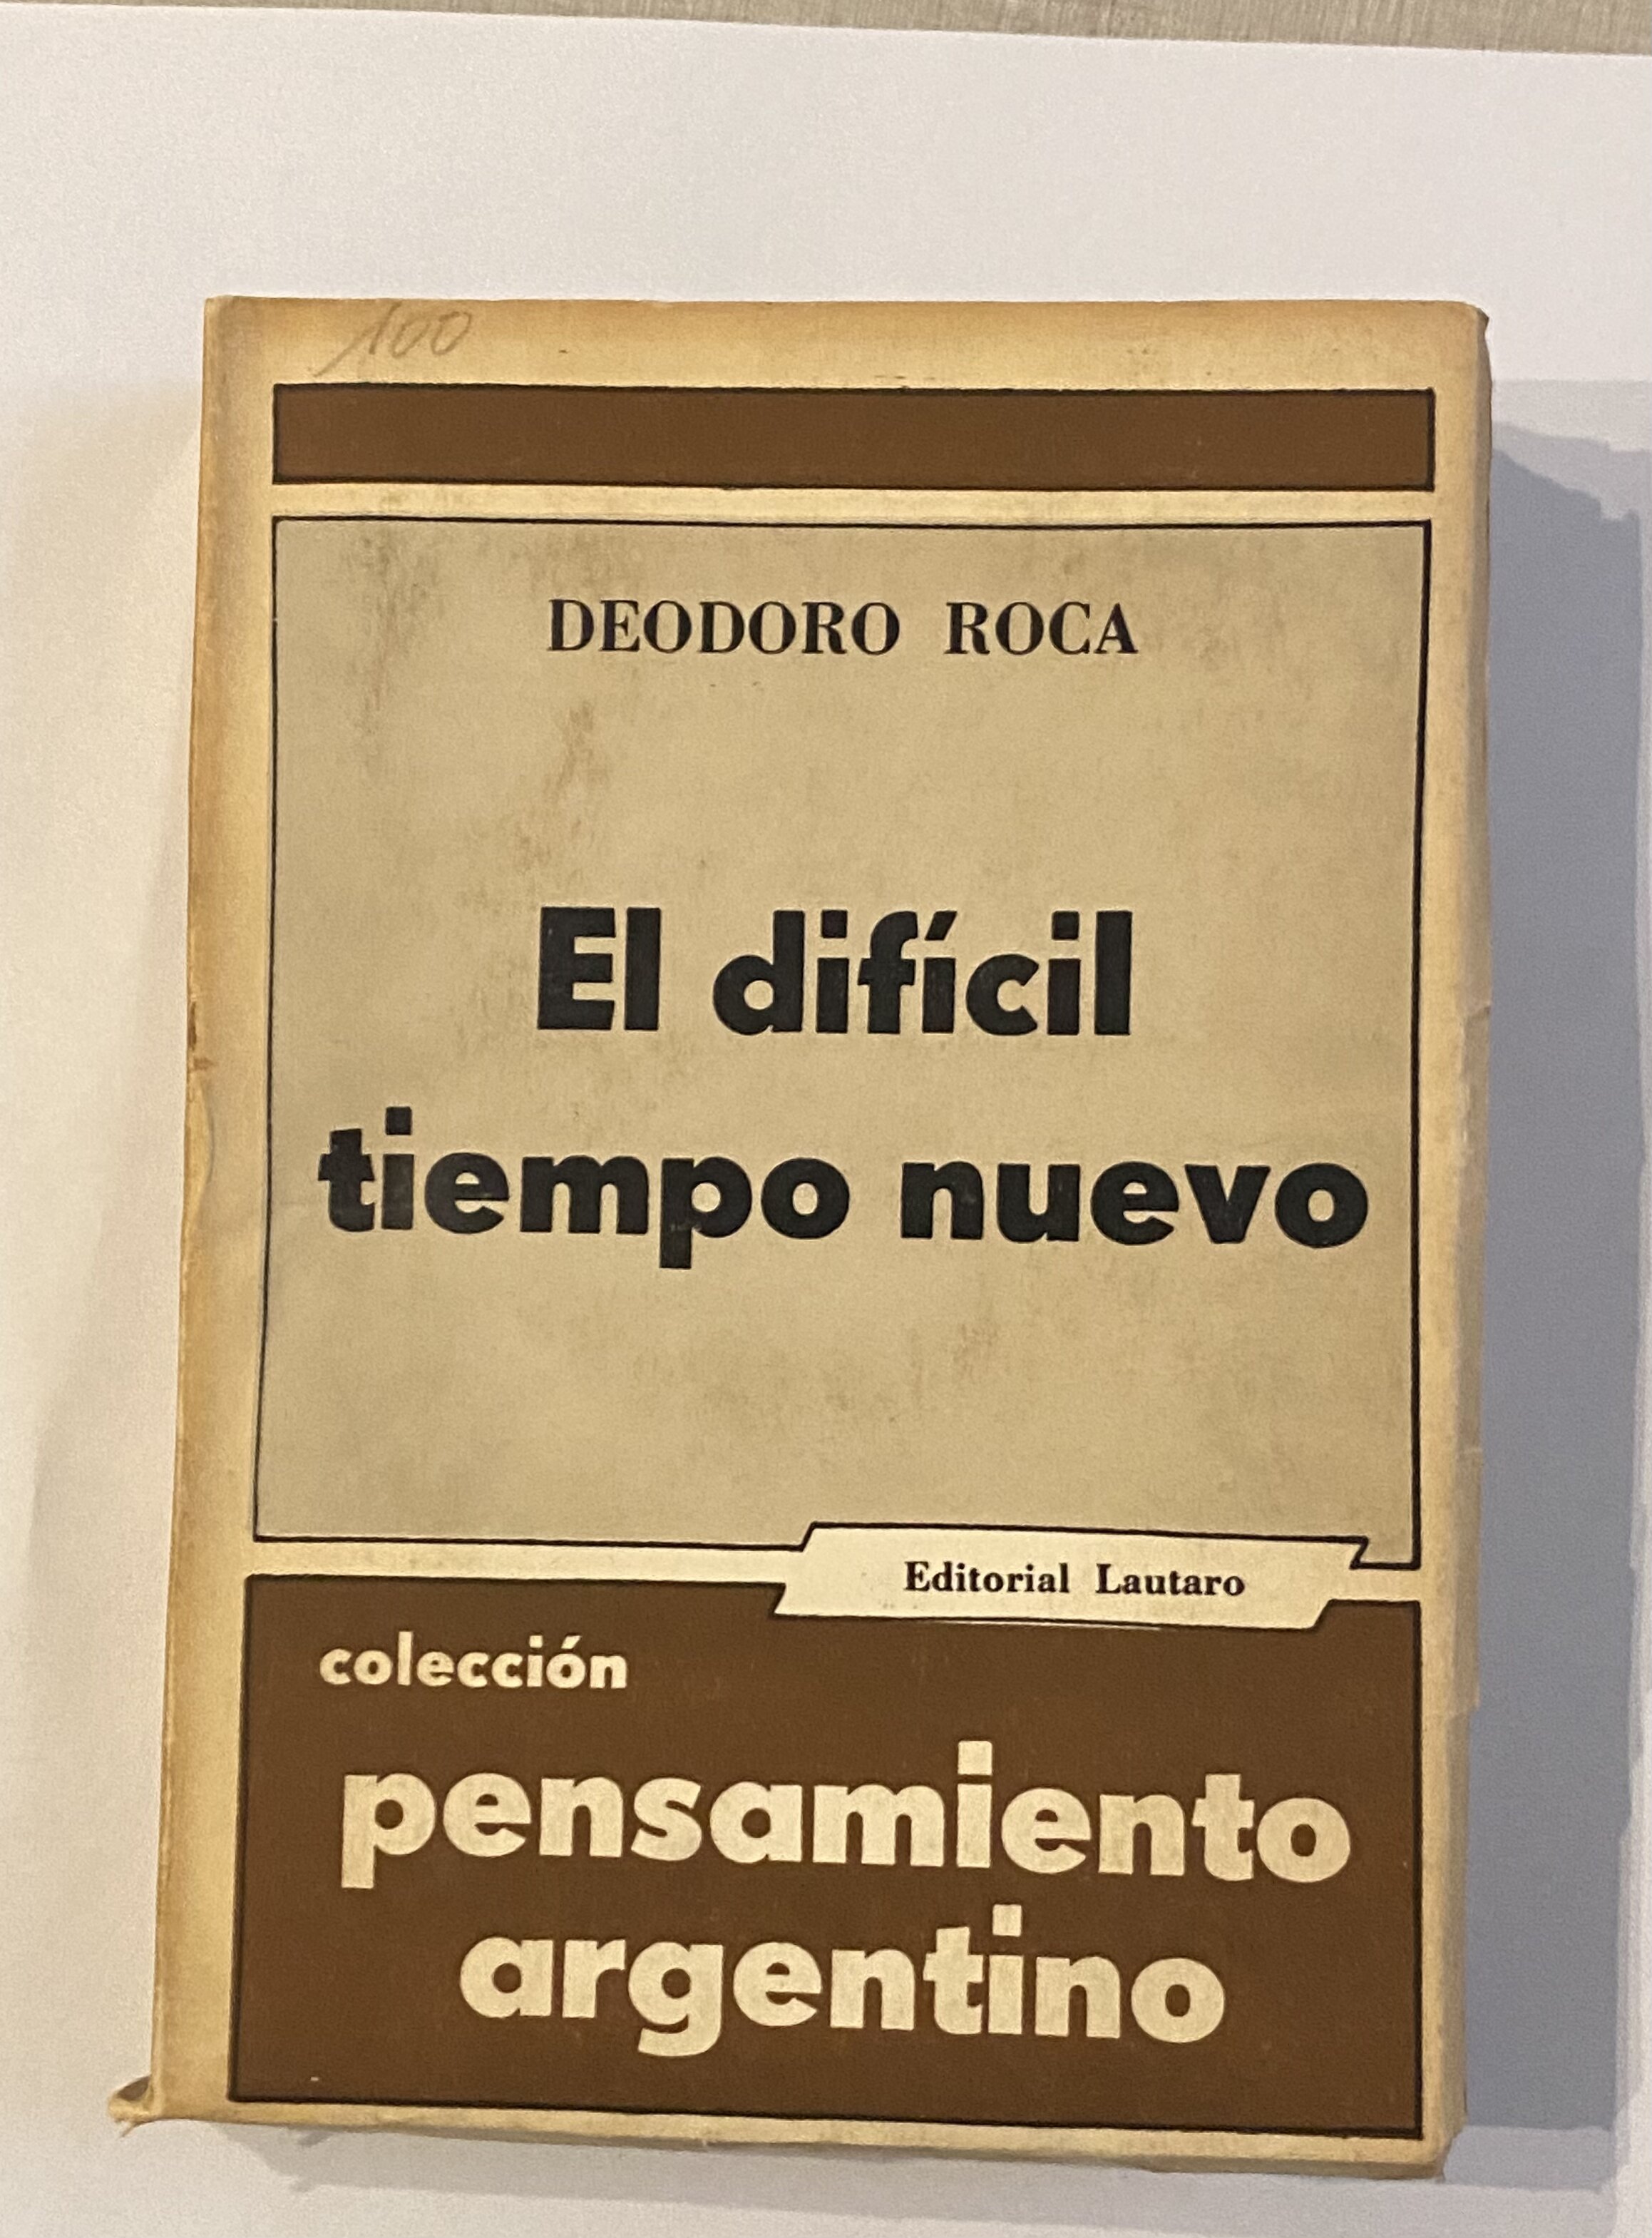 100
DEODORO ROCA
El difícil
tiempo nuevo
Editorial Lautaro
colección
pensamiento
argentino